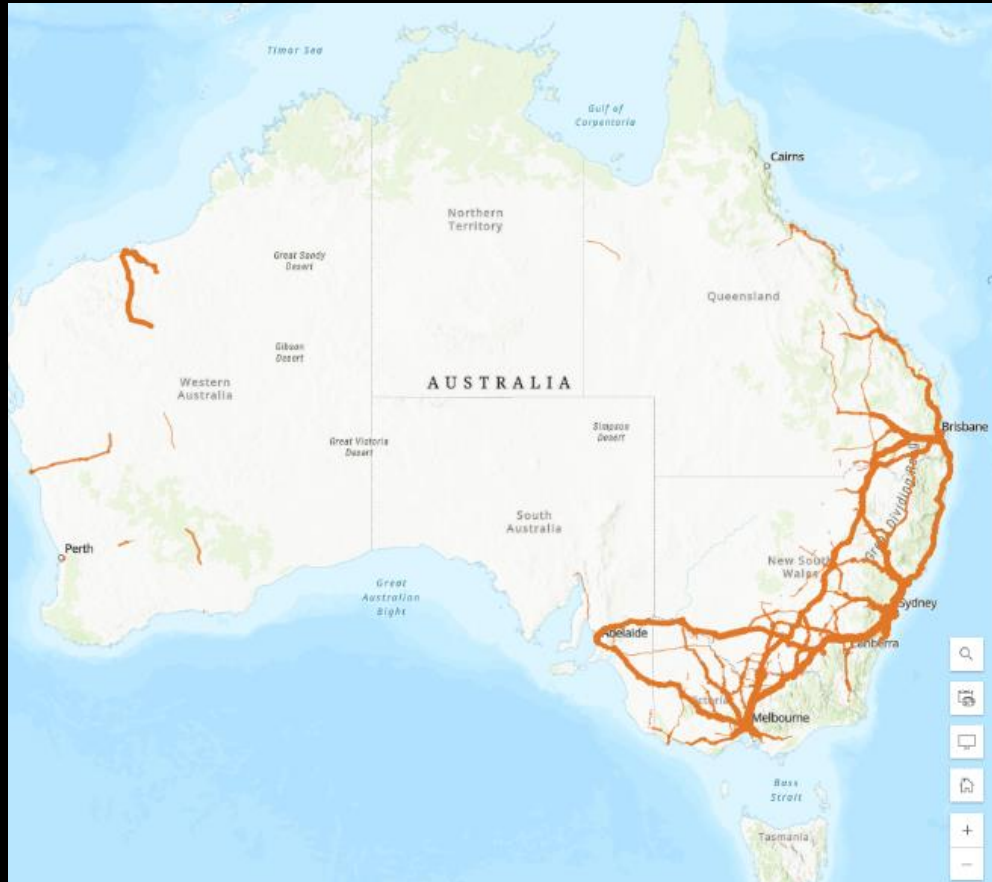 Timor Sea
Gulf of
Carpentaria
Cairns
Northern
Territory
Great Sandy
Desert
Queensland
Gibson
Desert
Western
Australia
AUSTRALIA
Simpson
Desert
Brisbane
Great Victoria
Desert
Great Dividing
South
Australia
Perth
New South
Wales
Great
Australian
Bight
Sydney
Adelaide
Canberra
Victoria
Melbourne
Bass
Strait
Tasmania